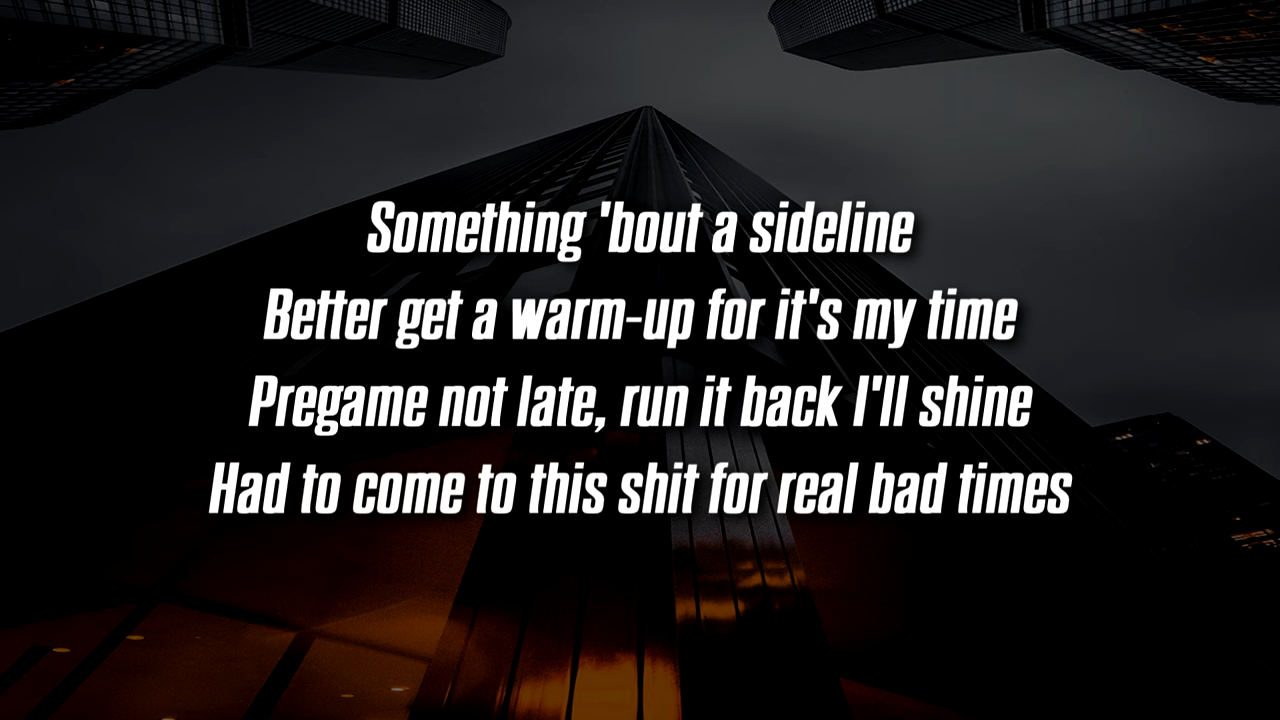 Something 'bout a sideline
Better get a warm-up for it's my time
Pregame not late, run it back I'll shine
Had to come to this shit for real bad times